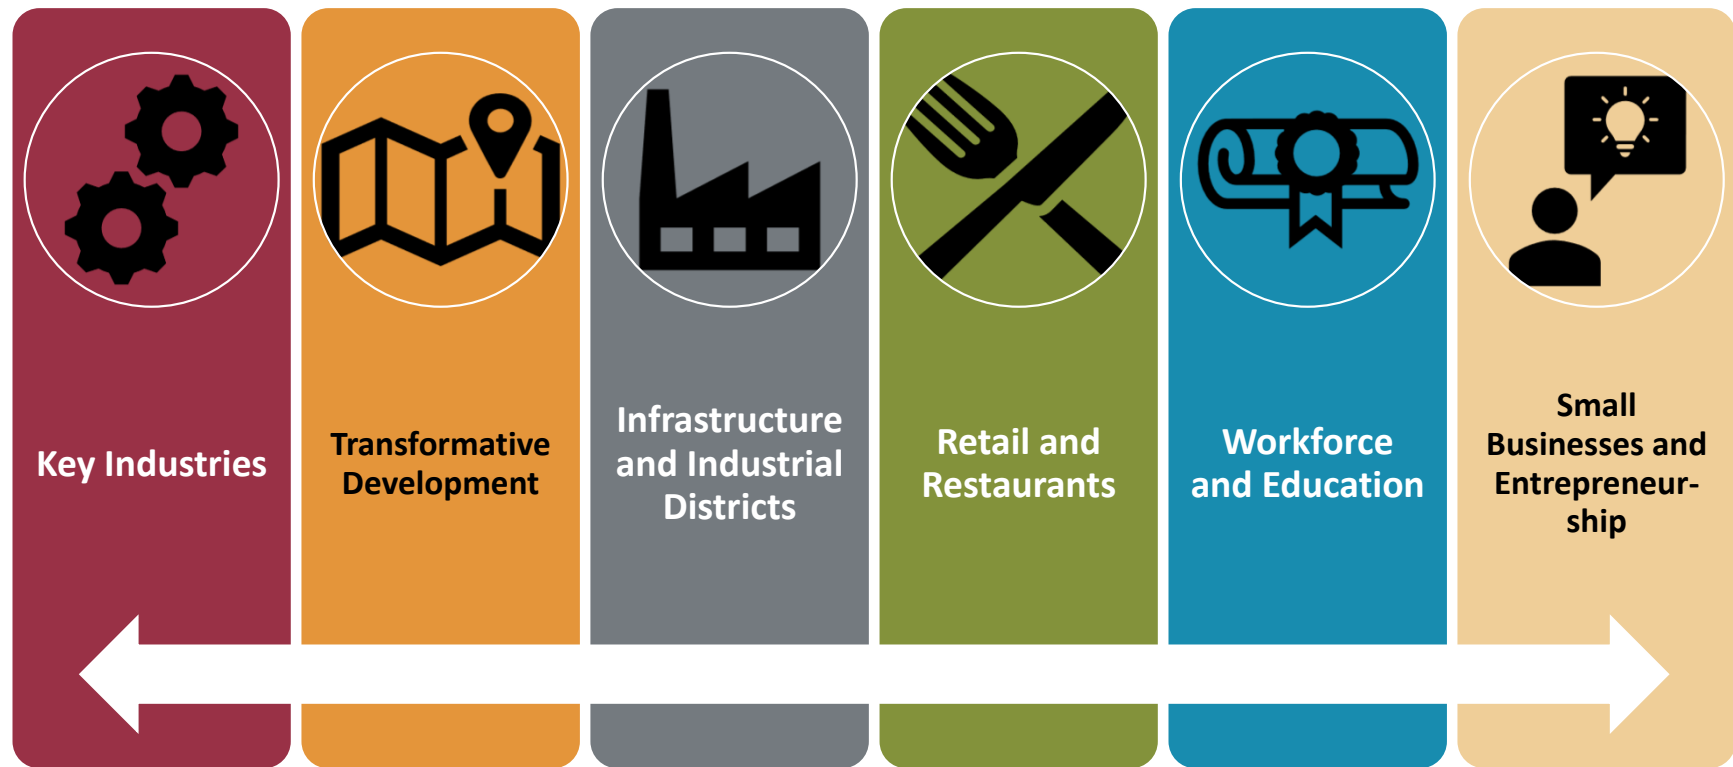 Key Industries
Transformative
Development
Infrastructure
and Industrial
Districts
Retail and
Restaurants
Workforce
and Education
Small
Businesses and
Entrepreneur-
ship